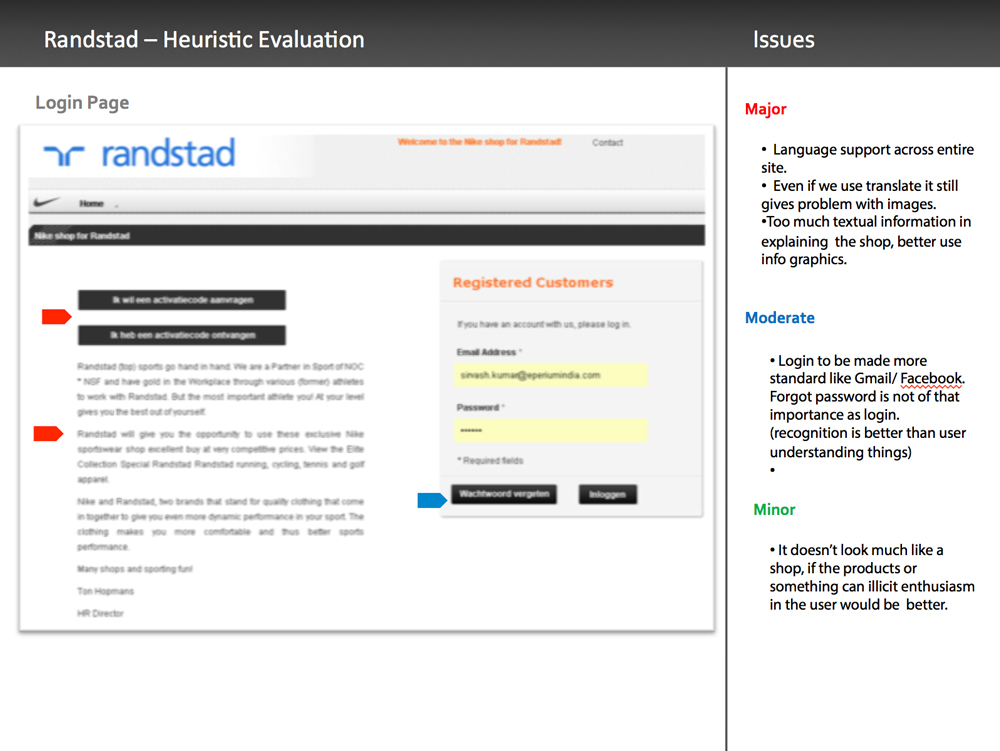 Randstad – Heuristic Evaluation
Issues
Login Page
randstad
Welcome to the Nike shop for Randstad!
Contact
Home
Nike shop for Randstad
Ik wil een activatiecode aanvragen
Ik heb een activatiecode ontvangen
Randstad (top) sports go hand in hand. We are a Partner in Sport of NOC
* NSF and have gold in the Workplace through various (former) athletes
to work with Randstad. But the most important athlete you! At your level
gives you the best out of yourself.
Randstad will give you the opportunity to use these exclusive Nike
sportswear shop excellent buy at very competitive prices. View the Elite
Collection Special Randstad Randstad running, cycling, tennis and golf
apparel.
Nike and Randstad, two brands that stand for quality clothing that come
in together to give you even more dynamic performance in your sport. The
clothing makes you more comfortable and thus better sports
performance.
Many shops and sporting fun!
Ton Hopmans
HR Director
Registered Customers
If you have an account with us, please log in.
Email Address *
sirvash.kumar@eperiumindia.com
Password *
••••••
* Required fields
Wachtwoord vergeten
Inloggen
Major
• Language support across entire
site.
• Even if we use translate it still
gives problem with images.
•Too much textual information in
explaining the shop, better use
info graphics.
Moderate
• Login to be made more
standard like Gmail/ Facebook.
Forgot password is not of that
importance as login.
(recognition is better than user
understanding things)
•
Minor
• It doesn't look much like a
shop, if the products or
something can illicit enthusiasm
in the user would be better.